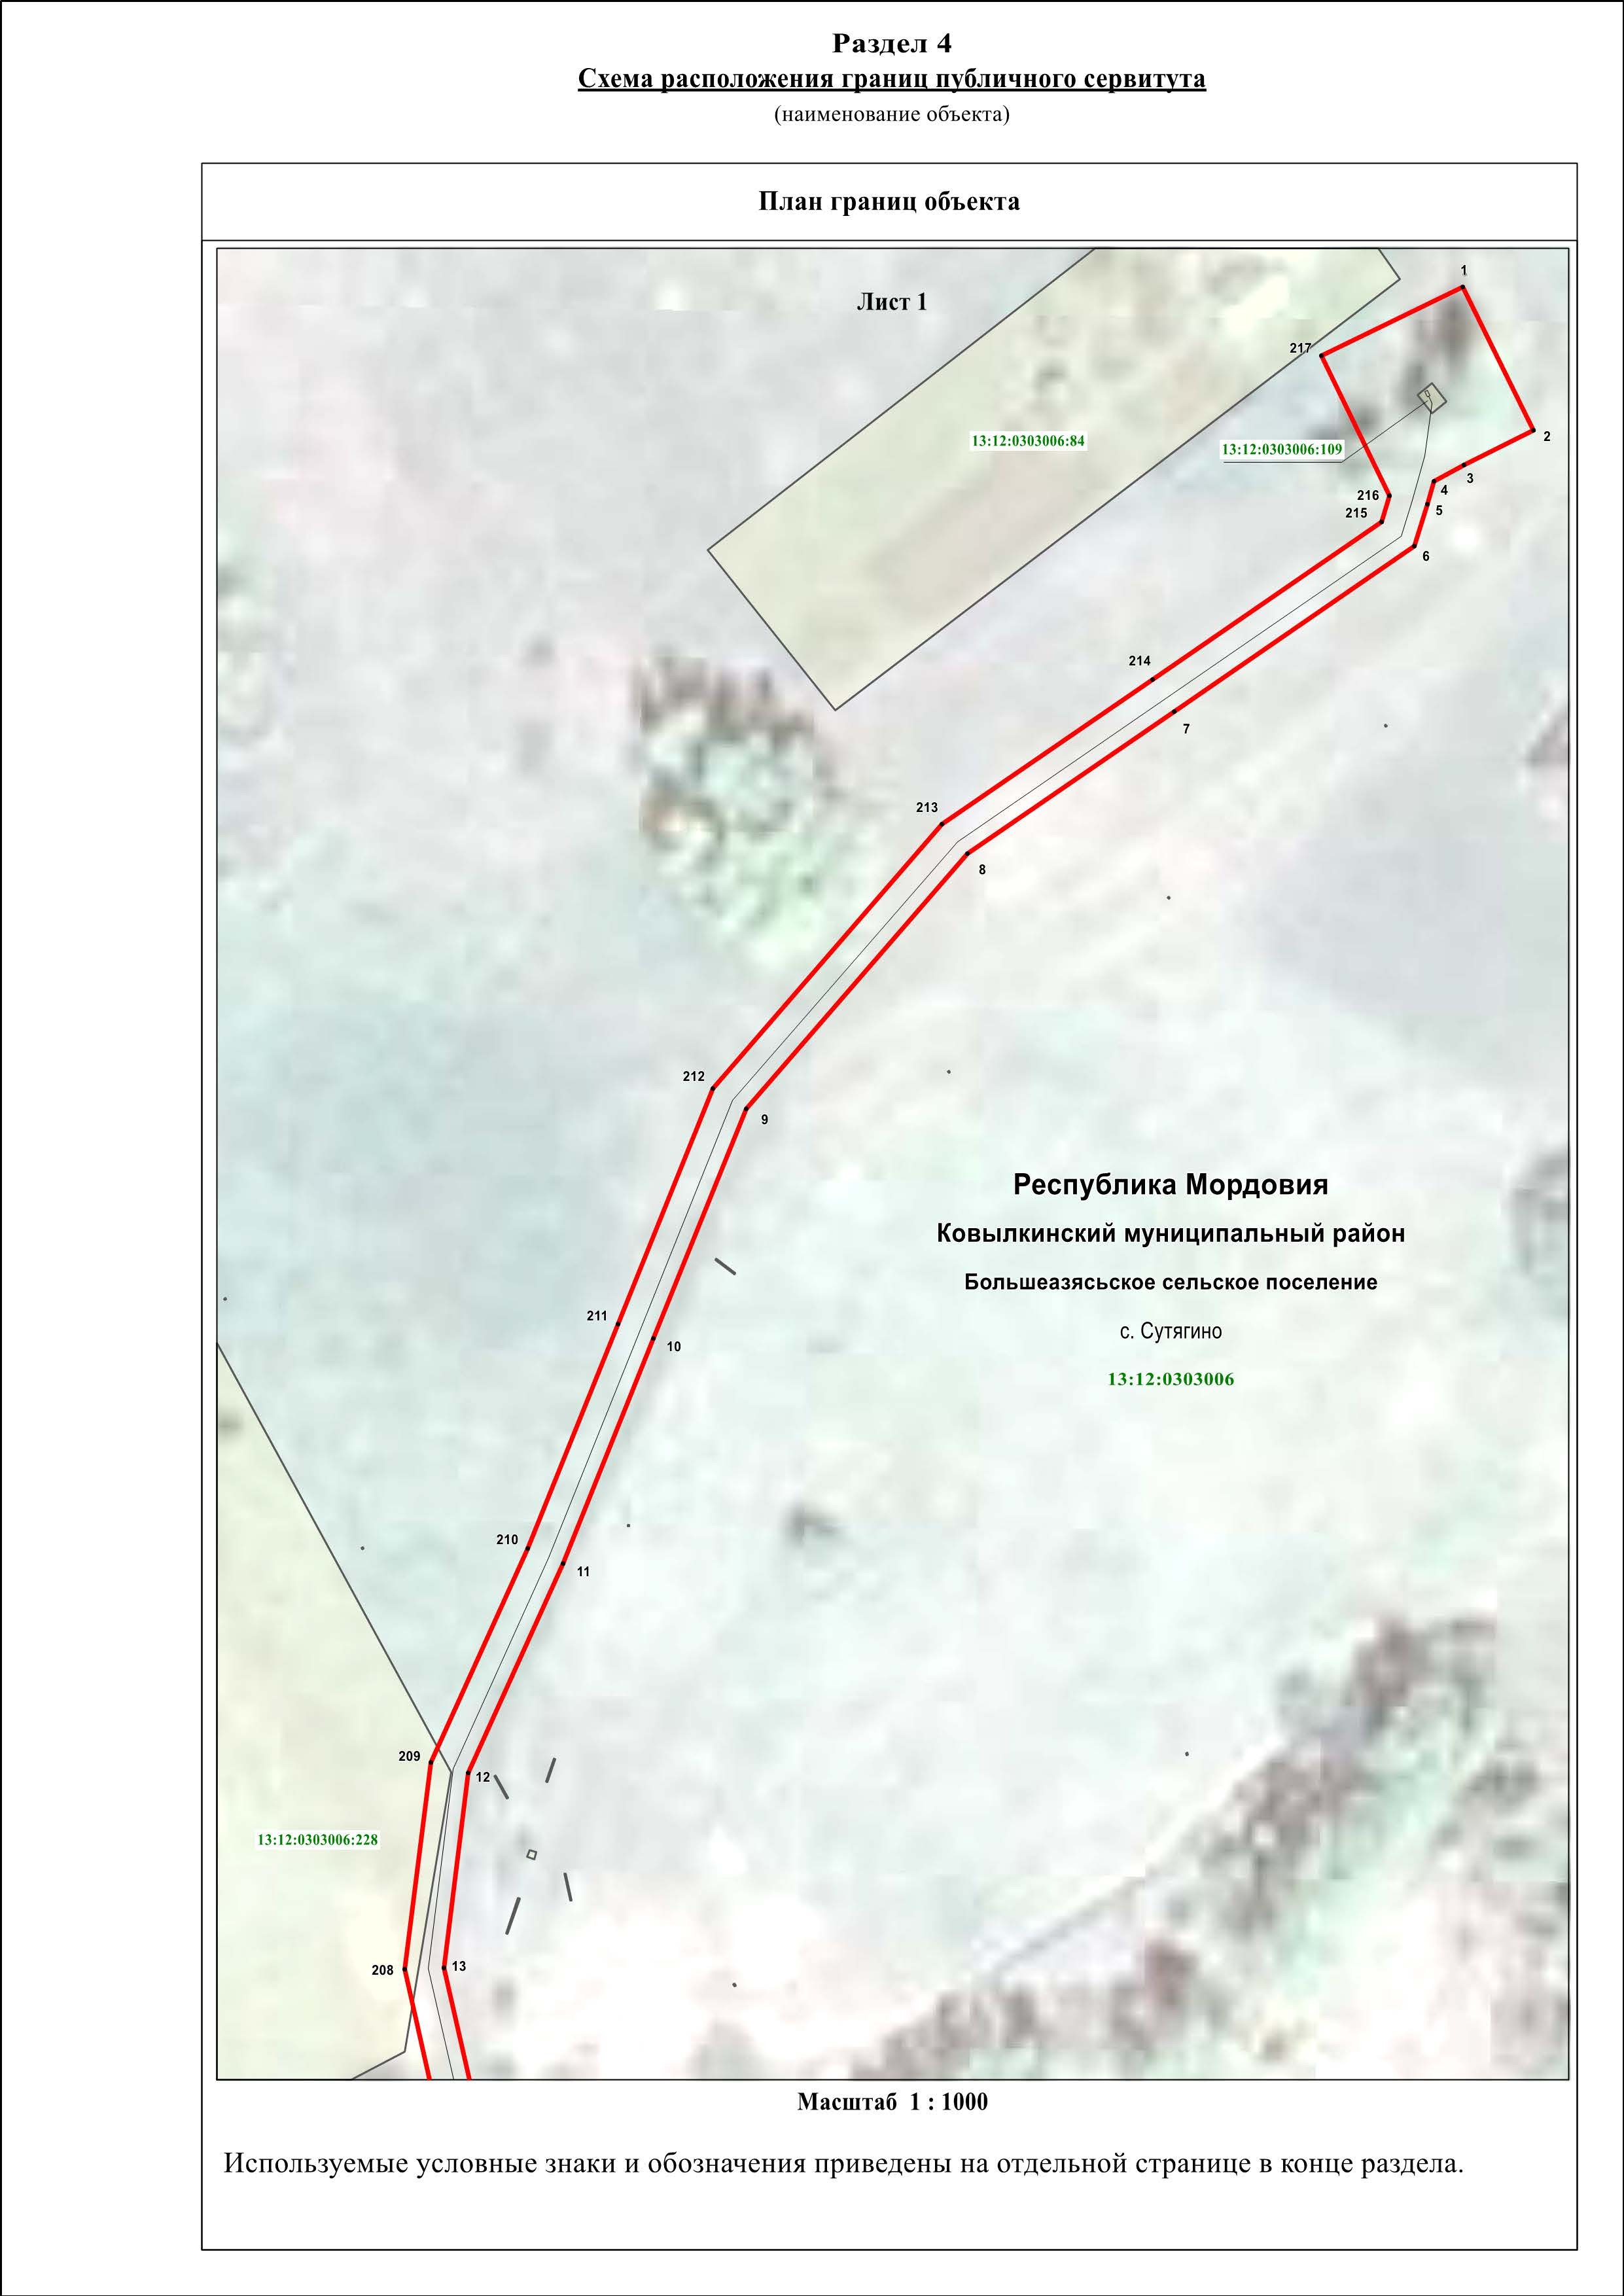 Раздел 4
Схема расположения границ публичного сервитута
(наименование объекта)
План границ объекта
Лист 1
1
217
13:12:0303006:84
13:12:0303006:109
2
3
4
216
5
215
6
214
7
213
8
212
9
Республика Мордовия
Ковылкинский муниципальный район
Большеазясьское сельское поселение
с. Сутягино
13:12:0303006
211
10
210
11
209
12
13:12:0303006:228
208
13
Масштаб 1 : 1000
Используемые условные знаки и обозначения приведены на отдельной странице в конце раздела.